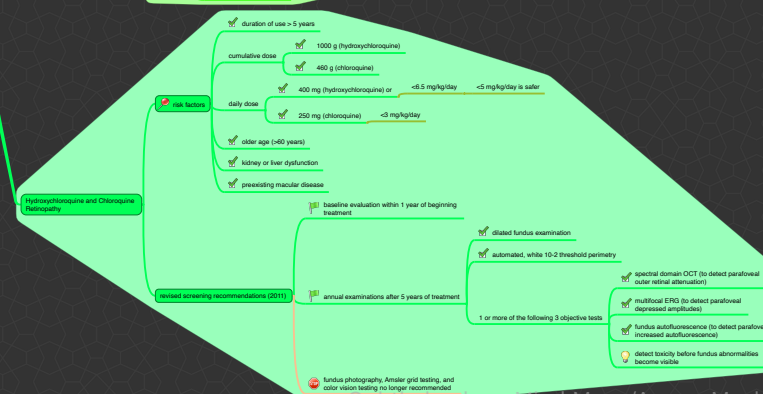 duration of use > 5 years
cumulative dose
1000 g (hydroxychloroquine)
460 g (chloroquine)
risk factors
daily dose
400 mg (hydroxychloroquine) or
<6.5 mg/kg/day
<5 mg/kg/day is safer
250 mg (chloroquine)
<3 mg/kg/day
older age (>60 years)
kidney or liver dysfunction
preexisting macular disease
Hydroxychloroquine and Chloroquine
Retinopathy
revised screening recommendations (2011)
baseline evaluation within 1 year of beginning
treatment
annual examinations after 5 years of treatment
dilated fundus examination
automated, white 10-2 threshold perimetry
1 or more of the following 3 objective tests
spectral domain OCT (to detect parafoveal
outer retinal attenuation)
multifocal ERG (to detect parafoveal
depressed amplitudes)
fundus autofluorescence (to detect parafove
increased autofluorescence)
detect toxicity before fundus abnormalities
become visible
STOP
fundus photography, Amsler grid testing, and
color vision testing no longer recommended